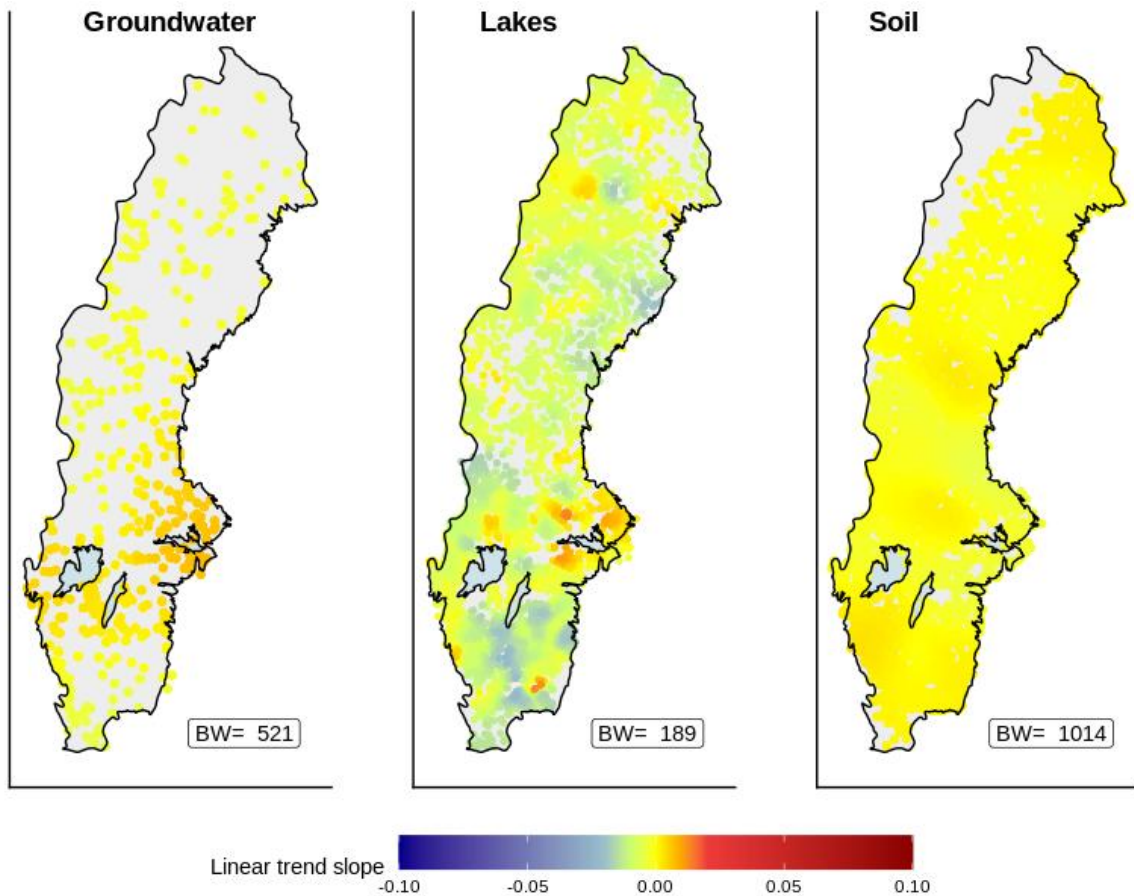 Groundwater
Lakes
Soil
BW= 521
BW= 189
BW= 1014
Linear trend slope
-0.10
-0.05
0.00
0.05
0.10